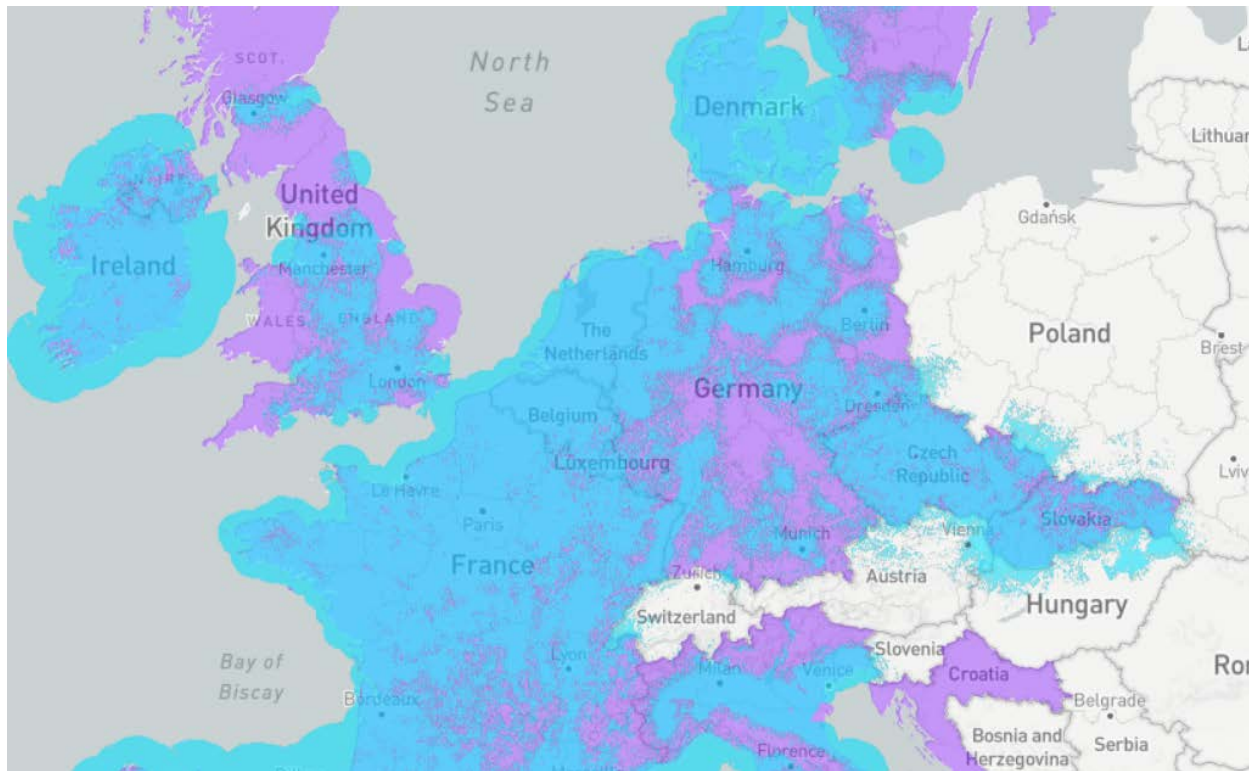 SCOT.
North
Sea
Glasgow
Denmark
Lithuan
United
Kingdom
Gdańsk
Ireland
Manchester
Hamburg
WALES
ENGLAND
The
Netherlands
Berlin
Poland
Brest
London
Germany
Belgium
Dresden
Luxembourg
Czech
Republic
Lviv
Le Havre
Paris
Slovakia
Munich
Vienna
France
Zurich
Austria
Switzerland
Hungary
Slovenia
Bay of
Biscay
Lyon
Milan
Venice
Croatia
Ron
Bordeaux
Belgrade
Bosnia and
Herzegovina
Serbia
Florence